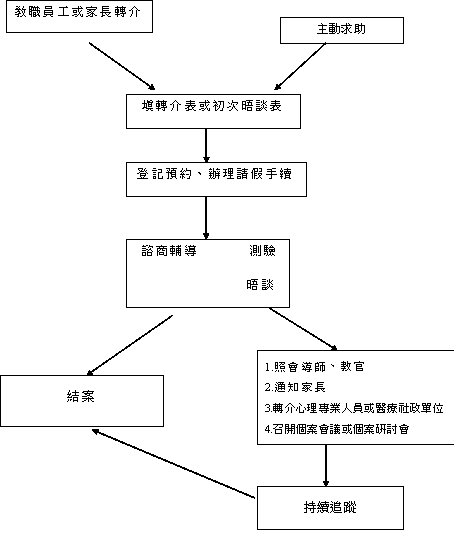 教職員工或家長轉介
主動求助
填轉介表或初次晤談表
登記預約、辦理請假手續
諮商輔導 測驗
晤談
1.照會導師、教官
2.通知家長
3.轉介心理專業人員或醫療社政單位
4.召開個案會議或個案研討會
結案
持續追蹤